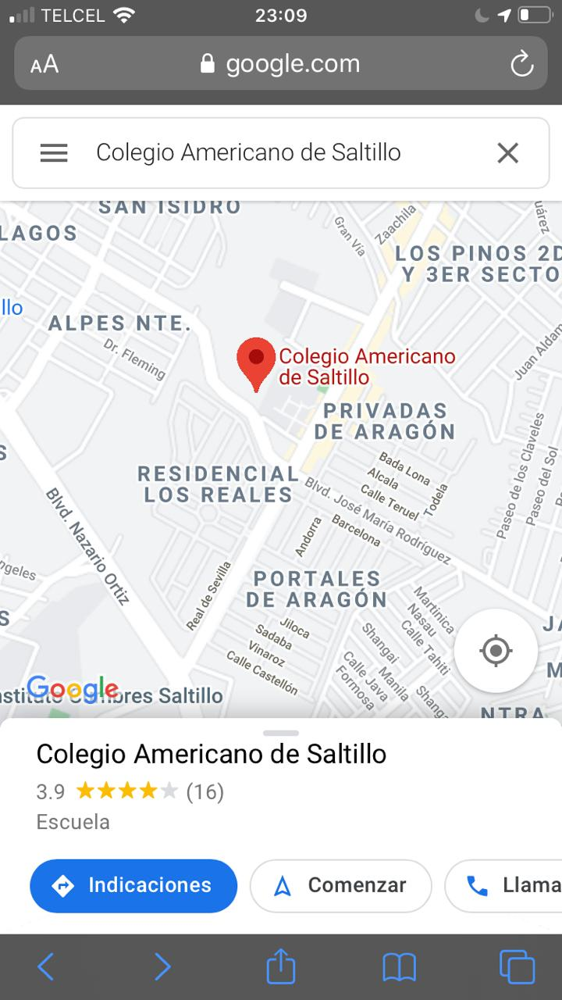 TELCEL
23:09
AA
google.com
Colegio Americano de Saltillo
SAN ISIDRO
LAGOS
Gran Vía
Zaachila
uárez
LOS PINOS 2D
Y 3ER SECTO
llo
ALPES NTE.
Dr. Fleming
Juan Aldam
Colegio Americano
de Saltillo
PRIVADAS
DE ARAGÓN
S
RESIDENCIAL
LOS REALES
Bada Lona
Alcala
Calle Teruel
Todela
Paseo de los Claveles
Paseo del Sol
Blvd. José María Rodríguez
Blvd. Nazario Ortiz
Andorra
Barcelona
ngeles
Real de Sevilla
PORTALES
DE ARAGÓN
S
Jiloca
Sadaba
Vinaroz
Calle Castellón
Martinica
Nasau
Calle Tahiti
Shangai
Calle Java
Manila
Formosa
Shanga
JA
M
Google
nstituto Cumbres Saltillo
NTRA
Colegio Americano de Saltillo
3.9 (16)
Escuela
Indicaciones
Comenzar
Llama